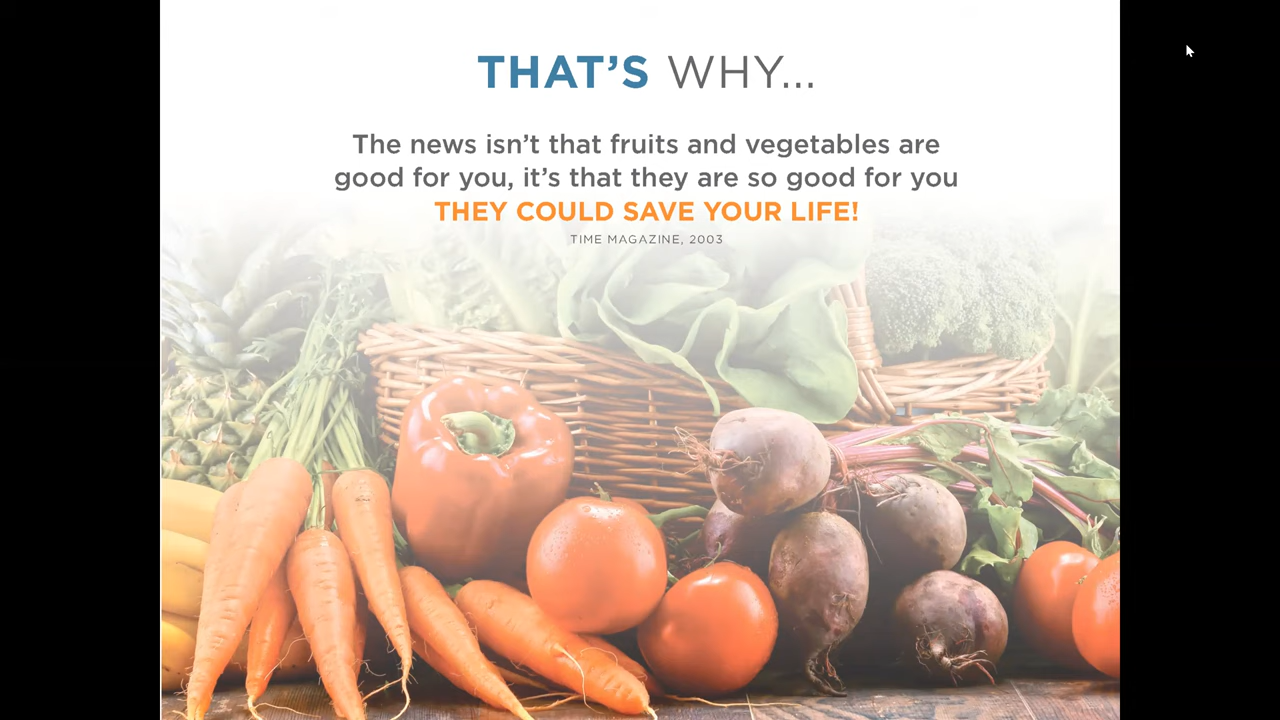 THAT’S WHY...
The news isn’t that fruits and vegetables are
good for you, it’s that they are so good for you
THEY COULD SAVE YOUR LIFE!
TIME MAGAZINE, 2003